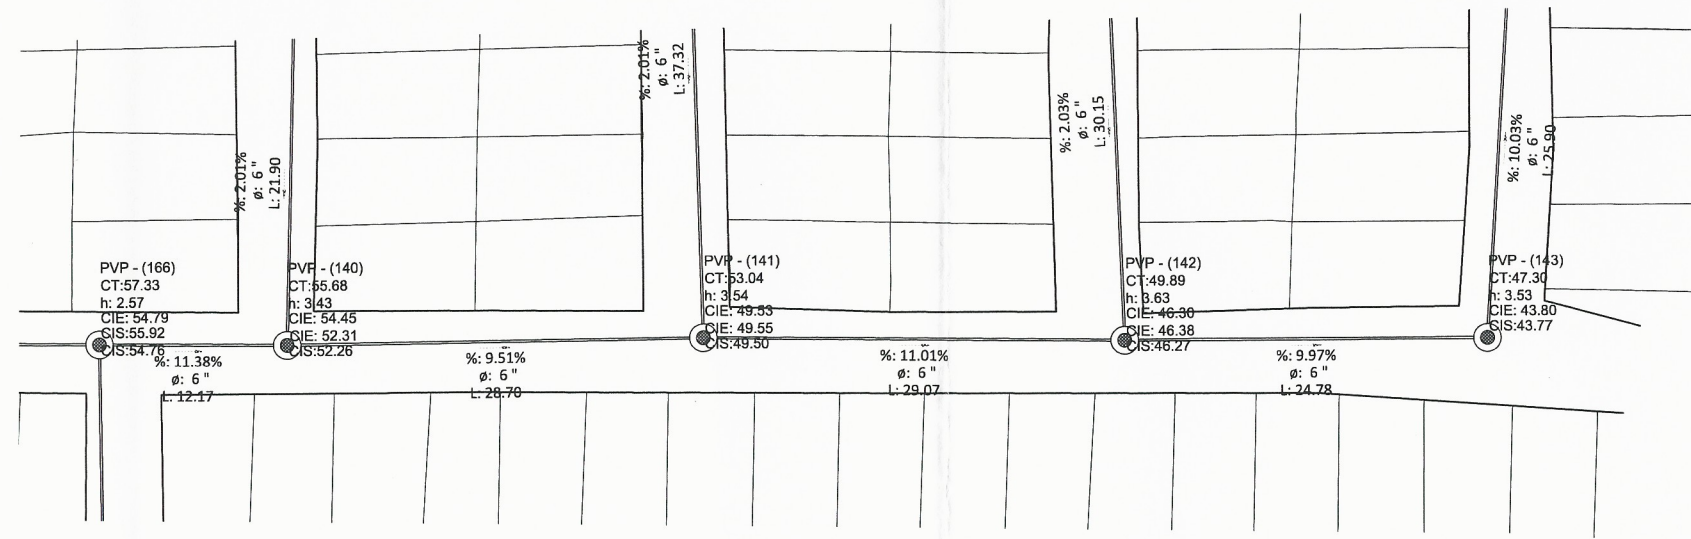 %: 2.01%
ø: 6 "
L: 21.90
%: 2.01%
ø: 6 "
L: 37.32
%: 2.03%
ø: 6 "
L: 30.15
%: 10.03%
ø: 6 "
L: 25.90
PVP - (166)
CT:57.33
h: 2.57
CIE: 54.79
CIS:55.92
CIS:54.76
PVP - (140)
CT:55.68
h: 3.43
CIE: 54.45
CIE: 52.31
CIS:52.26
PVP - (141)
CT:53.04
h: 3.54
CIE: 49.53
CIE: 49.55
CIS:49.50
PVP - (142)
CT:49.89
h: 3.63
CIE: 46.30
CIE: 46.38
CIS:46.27
PVP - (143)
CT:47.30
h: 3.53
CIE: 43.80
CIS:43.77
%: 11.38%
ø: 6 "
L: 12.17
%: 9.51%
ø: 6 "
L: 28.70
%: 11.01%
ø: 6 "
L: 29.07
%: 9.97%
ø: 6 "
L: 24.78